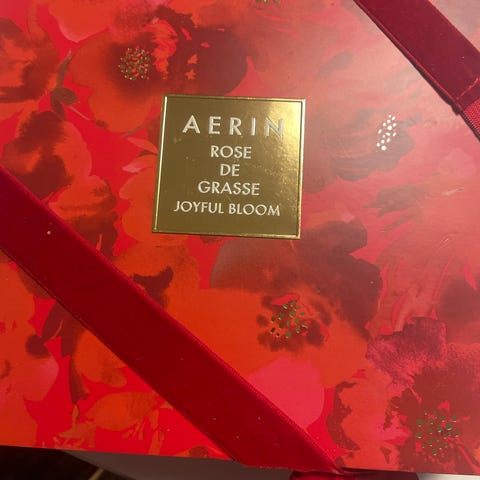 AERIN
ROSE
DE
GRASSE
JOYFUL BLOOM